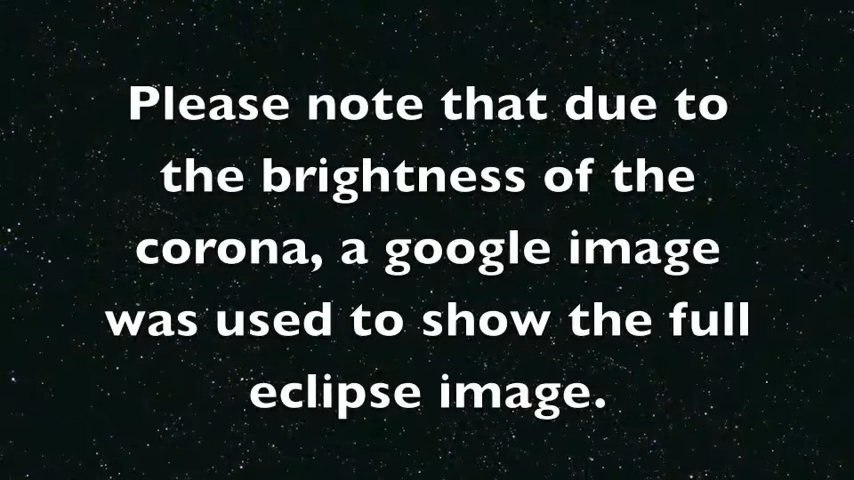 Please note that due to
the brightness of the
corona, a google image
was used to show the full
eclipse image.